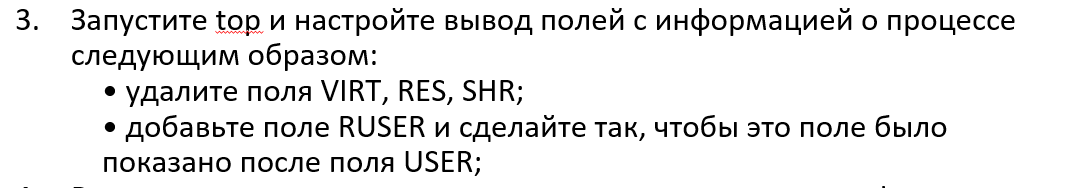 3. Запустите top и настройте вывод полей с информацией о процессе
следующим образом:
• удалите поля VIRT, RES, SHR;
• добавьте поле RUSER и сделайте так, чтобы это поле было
показано после поля USER;